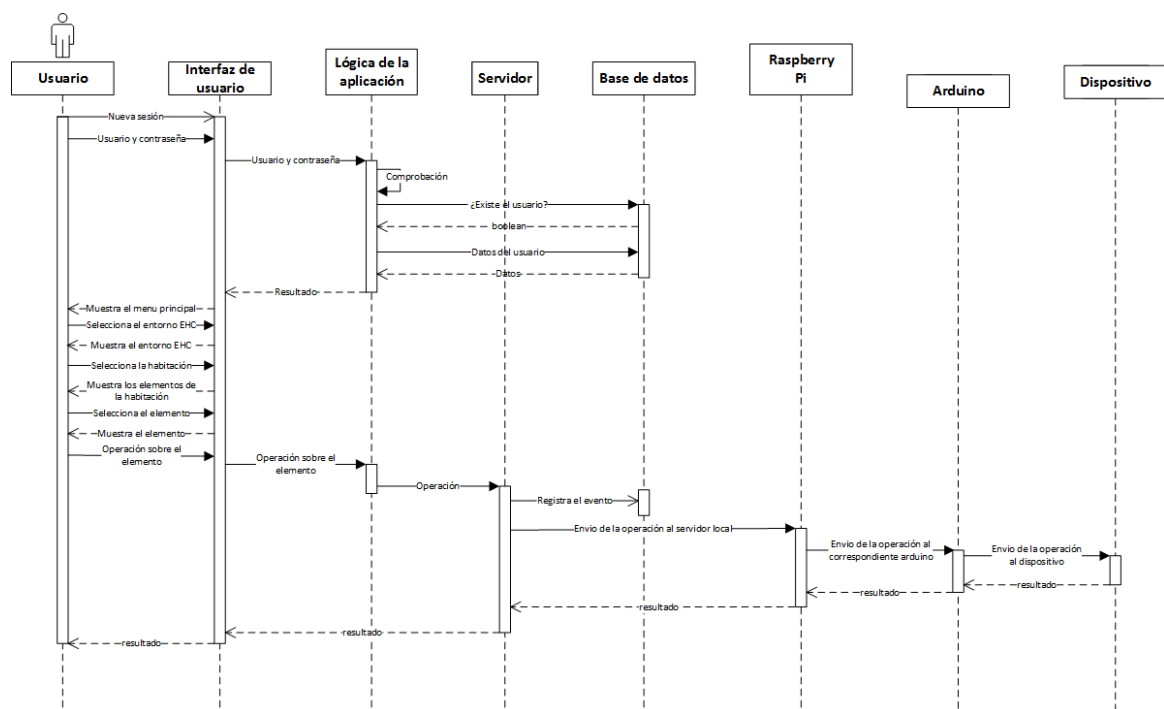 Usuario
Interfaz de
usuario
Lógica de la
aplicación
Servidor
Base de datos
Raspberry
Pi
Arduino
Dispositivo
Nueva sesión
Usuario y contraseña
Usuario y contraseña
Comprobación
¿Existe el usuario?
boolean
Datos del usuario
Datos
Resultado
Muestra el menu principal
Selecciona el entorno EHC
Muestra el entorno EHC
Selecciona la habitación
Muestra los elementos de
la habitación
Selecciona el elemento
Muestra el elemento
Operación sobre el
elemento
Operación sobre el
elemento
Operación
Registra el evento
Envio de la operación al servidor local
Envio de la operación al
correspondiente arduino
Envio de la operación
al dispositivo
resultado
resultado
resultado
resultado
resultado